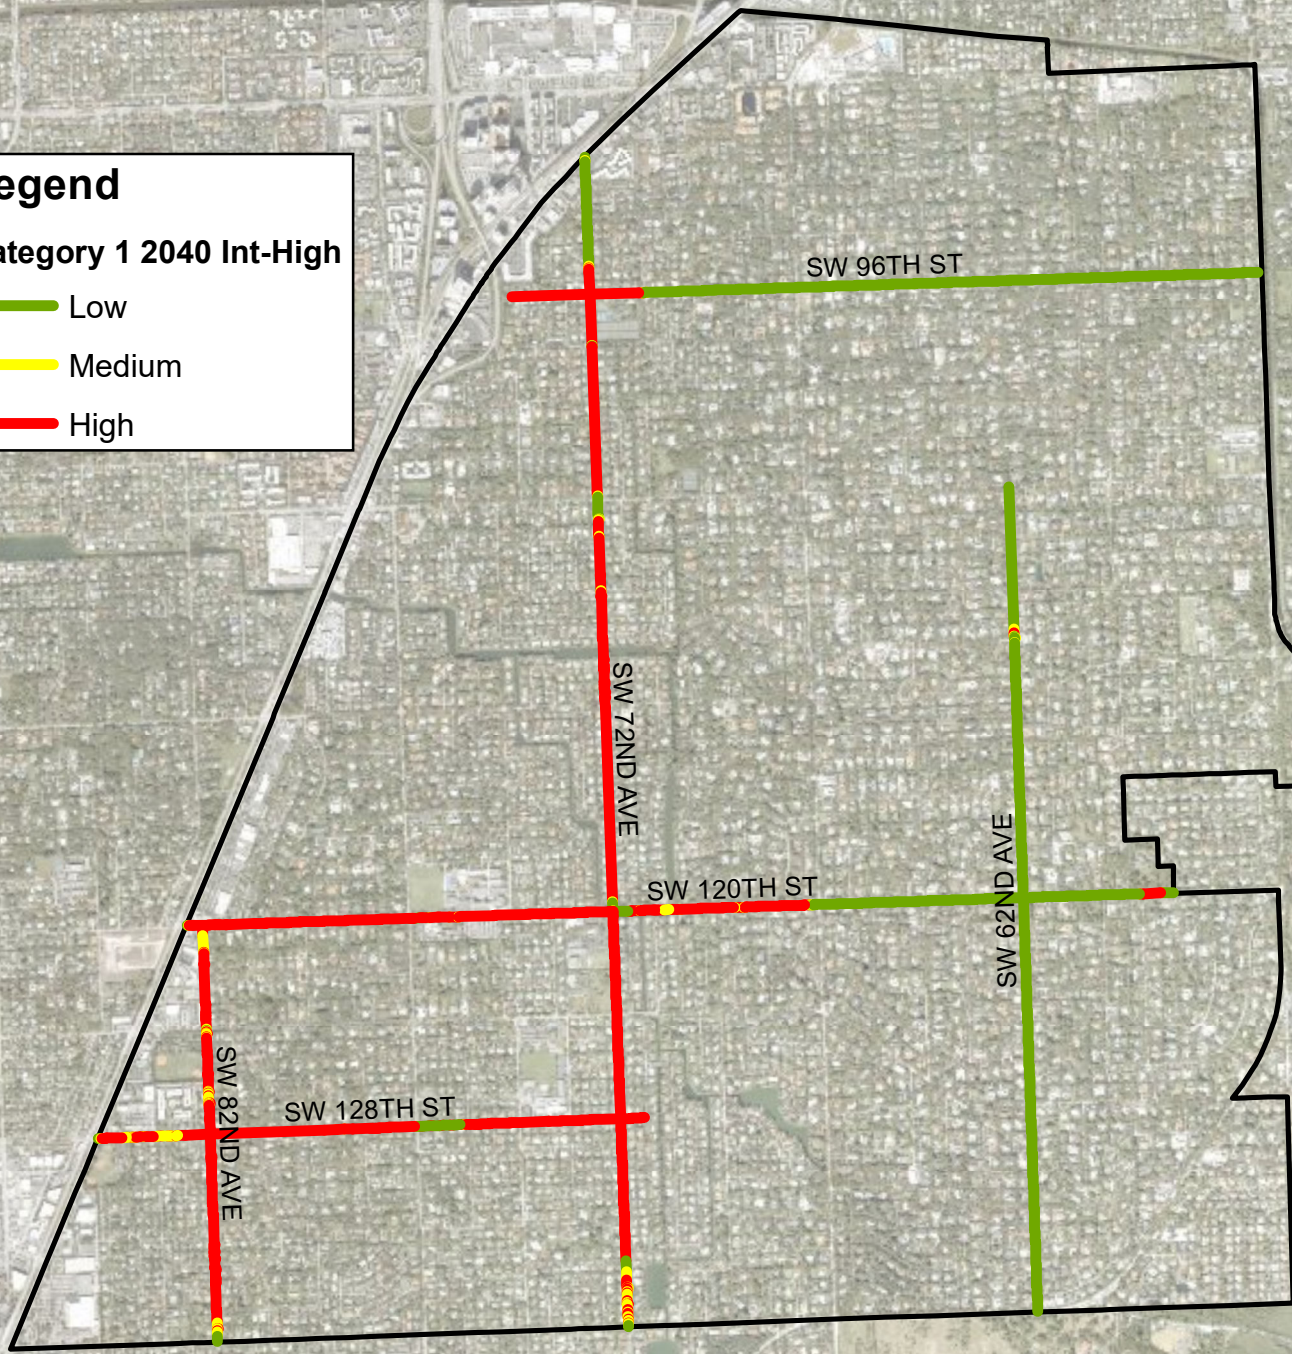 egend
ategory 1 2040 Int-High
Low
Medium
High
SW 96TH ST
SW 72ND AVE
SW 120TH ST
SW 62ND AVE
SW 128TH ST
SW 82ND AVE